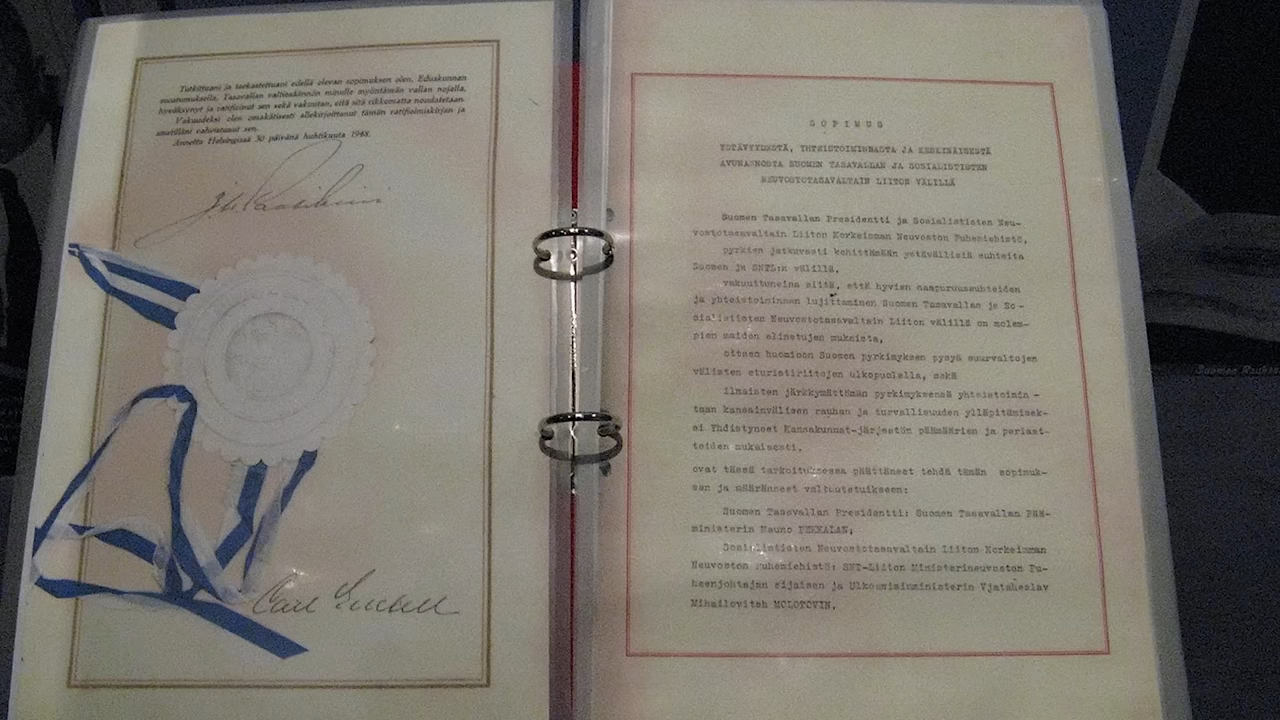 Tutkittuani ja tarkastettuani edellä olevan sopimuksen olen, Eduskunnan
suostumuksella, Tasavallan valtiosäännön minulle myöntämän vallan nojalla,
hyväksynyt ja ratifioinut sen sekä vakuutan, että sitä rikkomatta noudatetaan.
Vakuudeksi olen omakätisesti allekirjoittanut tämän ratifioimiskirjan ja
sinetilläni vahvistanut sen.
Annettu Helsingissä 30 päivänä huhtikuuta 1948.
Carl Enckell
SOPIMUS
YSTÄVYYDESTÄ, YHTEISTOIMINNASTA JA KESKINÄISESTÄ
AVUNANNOSTA SUOMEN TASAVALLAN JA SOSIALISTISTEN
NEUVOSTOTASAVALTAIN LIITON VÄLILLÄ
Suomen Tasavallan Presidentti ja Sosialististen Neu-
vostotasavaltain Liiton Korkeimman Neuvoston Puhemiehistö,
pyrkien jatkuvasti kehittämään ystävällisiä suhteita
Suomen ja SNTL:n välillä,
vakuuttuneina siitä, että hyvien naapuruussuhteiden
ja yhteistoiminnan lujittaminen Suomen Tasavallan ja So-
sialististen Neuvostotasavaltain Liiton välillä on molem-
pien maiden elinetujen mukaista,
ottaen huomioon Suomen pyrkimyksen pysyä suurvaltojen
välisten eturistiriitojen ulkopuolella, sekä
ilmaisten järkkymättömän pyrkimyksensä yhteistoimin-
taan kansainvälisen rauhan ja turvallisuuden ylläpitämisek-
si Yhdistyneet Kansakunnat-järjestön päämäärien ja periaat-
teiden mukaisesti,
ovat tässä tarkoituksessa päättäneet tehdä tämän sopimuk-
sen ja määränneet valtuutetuikseen:
Suomen Tasavallan Presidentti: Suomen Tasavallan Pää-
ministerin Mauno PEKKALAN,
Sosialististen Neuvostotasavaltain Liiton Korkeimman
Neuvoston Puhemiehistö: SNT-Liiton Ministerineuvoston Pu-
heenjohtajan sijaisen ja Ulkoasiainministerin Vjatsheslav
Mihailovitsh MOLOTOVIN,